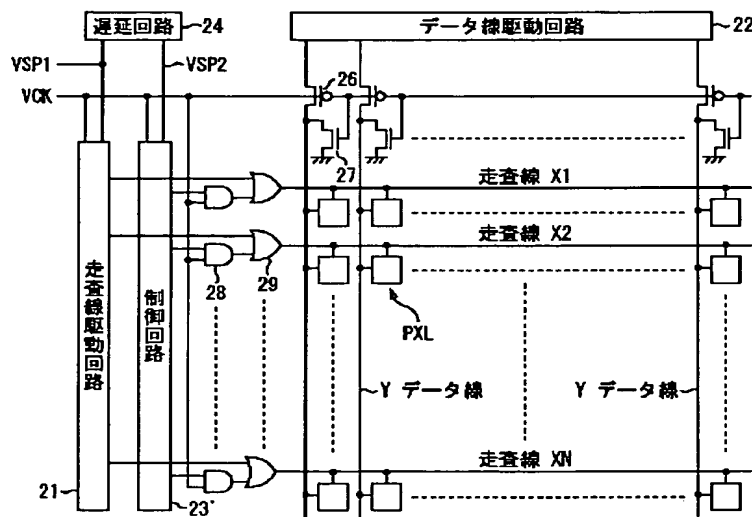 遅延回路 24
データ線駆動回路 22
VSP1
VSP2
VCK
26
27
走査線 X1
走査線 X2
28
29
PXL
走査線駆動回路
制御回路
Y データ線
Y データ線
走査線 XN
21
23'